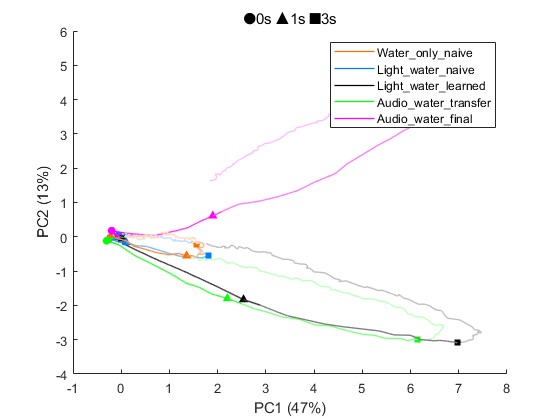 ●0s ▲1s ■3s
6
5
4
3
2
1
0
-1
-2
-3
-4
PC2 (13%)
Water_only_naive
Light_water_naive
Light_water_learned
Audio_water_transfer
Audio_water_final
-1 0 1 2 3 4 5 6 7 8
PC1 (47%)